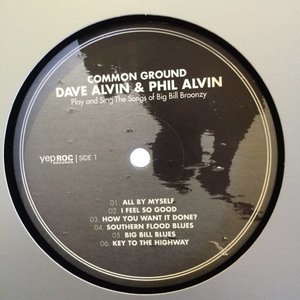 COMMON GROUND
DAVE ALVIN & PHIL ALVIN
Play and Sing The Songs of Big Bill Broonzy
yep ROC RECORDS | SIDE 1
01. ALL BY MYSELF
02. I FEEL SO GOOD
03. HOW YOU WANT IT DONE?
04. SOUTHERN FLOOD BLUES
05. BIG BILL BLUES
06. KEY TO THE HIGHWAY